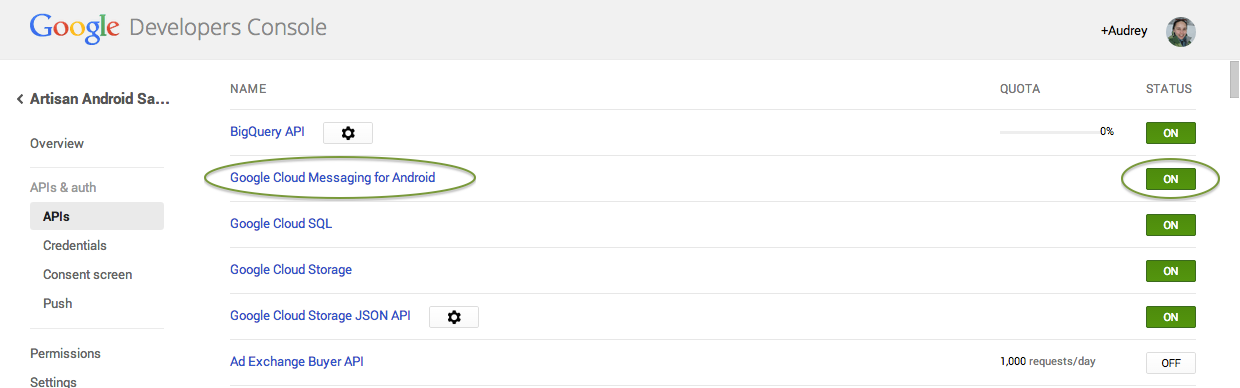 Google Developers Console
+Audrey
Artisan Android Sa...
Overview
APIs & auth
APIs
Credentials
Consent screen
Push
Permissions
Settings
NAME QUOTA STATUS
BigQuery API 0% ON
Google Cloud Messaging for Android ON
Google Cloud SQL ON
Google Cloud Storage ON
Google Cloud Storage JSON API ON
Ad Exchange Buyer API 1,000 requests/day OFF